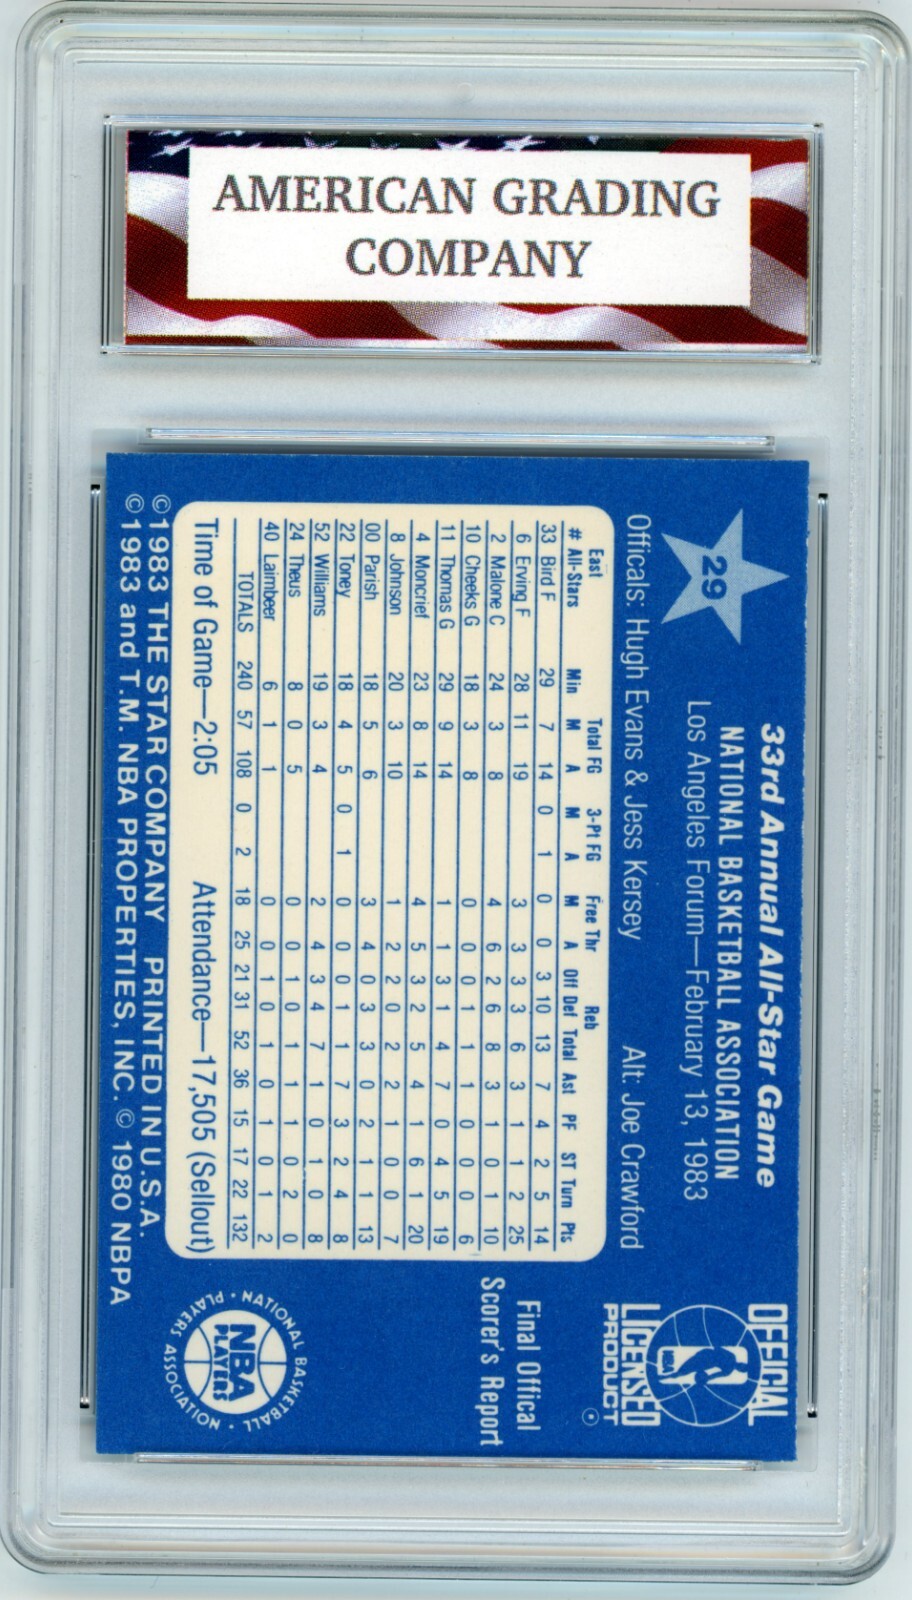 AMERICAN GRADING
COMPANY
29
33rd Annual All-Star Game
NATIONAL BASKETBALL ASSOCIATION
Los Angeles Forum—February 13, 1983
Officals: Hugh Evans & Jess Kersey Alt: Joe Crawford
East Total FG 3-Pt FG Free Thr Reb
# All-Stars Min M A M A M A Off Def Total Ast PF ST Turn Pts
33 Bird F 29 7 14 0 1 0 0 3 10 13 7 4 2 5 14
6 Erving F 28 11 19 3 3 3 3 6 3 1 1 2 25
2 Malone C 24 3 8 4 6 2 6 8 3 1 0 1 10
10 Cheeks G 18 3 8 0 0 0 1 1 1 0 0 0 6
11 Thomas G 29 9 14 1 1 3 1 4 7 0 4 5 19
4 Moncrief 23 8 14 4 5 3 2 5 4 1 6 1 20
8 Johnson 20 3 10 1 2 2 0 2 2 1 0 0 7
00 Parish 18 5 6 3 4 0 3 3 0 2 1 1 13
22 Toney 18 4 5 0 1 0 0 0 1 1 7 3 2 4 8
52 Williams 19 3 4 2 4 3 4 7 1 0 1 0 8
24 Theus 8 0 5 0 0 1 0 1 1 1 0 2 0
40 Laimbeer 6 1 1 0 0 1 0 1 0 1 0 1 2
TOTALS 240 57 108 0 2 18 25 21 31 52 36 15 17 22 132
Time of Game—2:05 Attendance—17,505 (Sellout)
©1983 THE STAR COMPANY PRINTED IN U.S.A.
©1983 and T.M. NBA PROPERTIES, INC. © 1980 NBPA
OFFICIAL
NBA
LICENSED
PRODUCT ®
Final Offical
Scorer's Report
NATIONAL BASKETBALL • PLAYERS ASSOCIATION •
NBA
PLAYERS